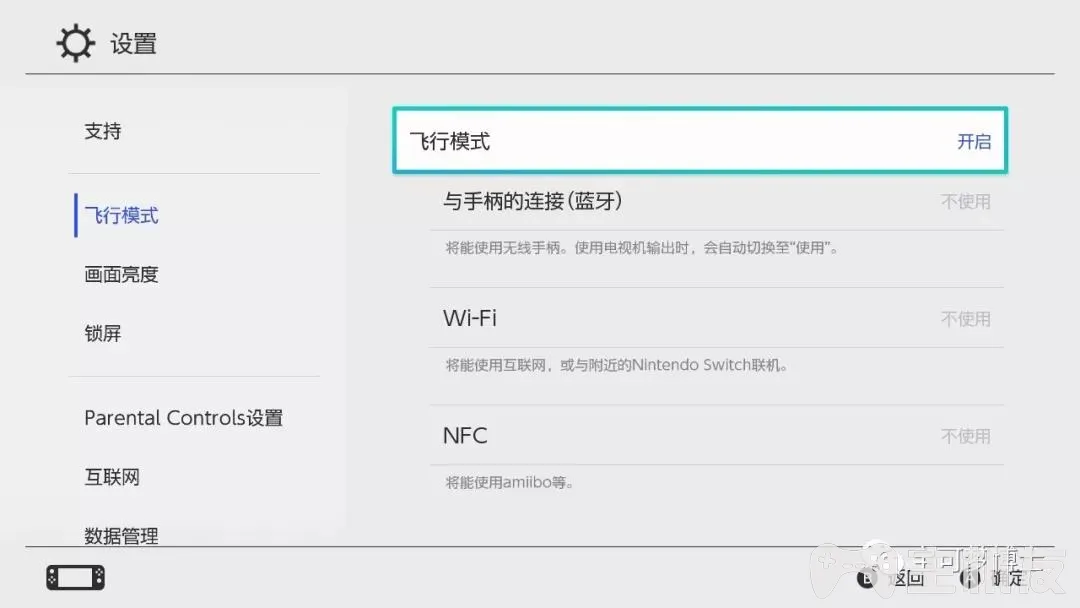 设置
支持
飞行模式
画面亮度
锁屏
Parental Controls设置
互联网
数据管理
飞行模式 开启
与手柄的连接(蓝牙) 不使用
将能使用无线手柄。使用电视机输出时，会自动切换至“使用”。
Wi-Fi 不使用
将能使用互联网，或与附近的Nintendo Switch联机。
NFC 不使用
将能使用amiibo等。
B 返回 A 确定